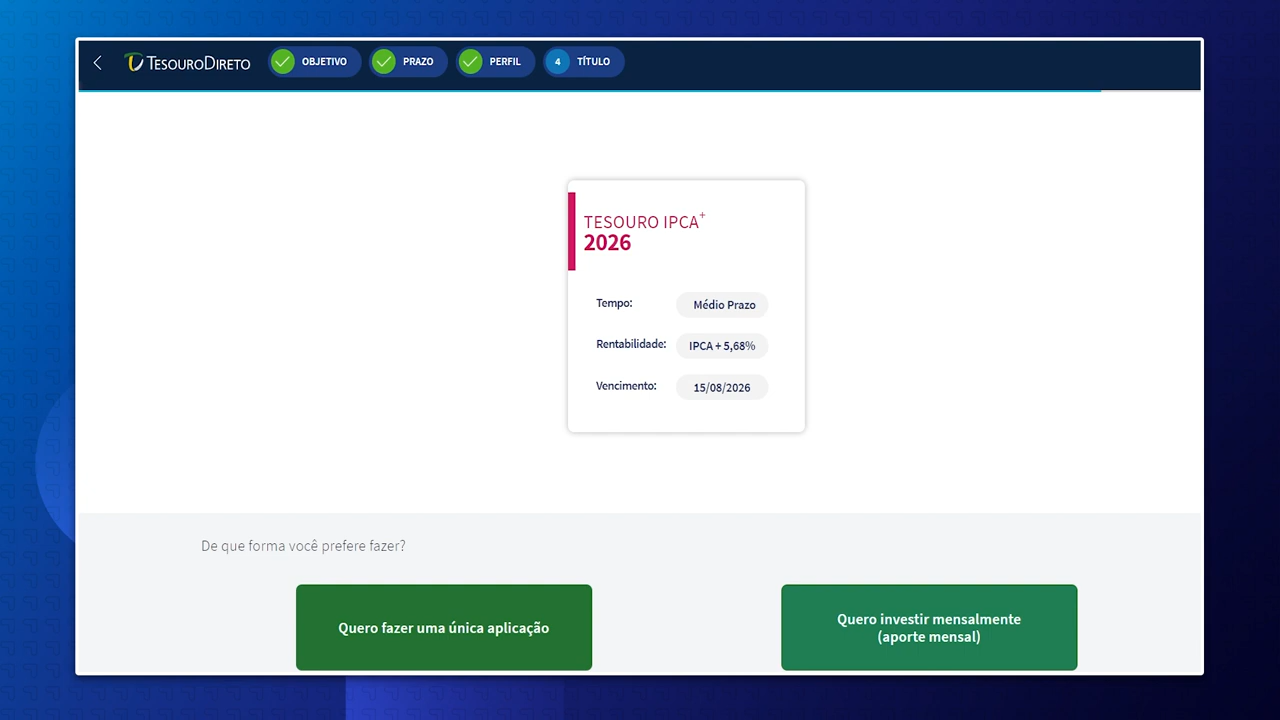 TESOURODIRETO
OBJETIVO
PRAZO
PERFIL
4 TÍTULO
TESOURO IPCA+
2026
Tempo: Médio Prazo
Rentabilidade: IPCA + 5,68%
Vencimento: 15/08/2026
De que forma você prefere fazer?
Quero fazer uma única aplicação
Quero investir mensalmente
(aporte mensal)